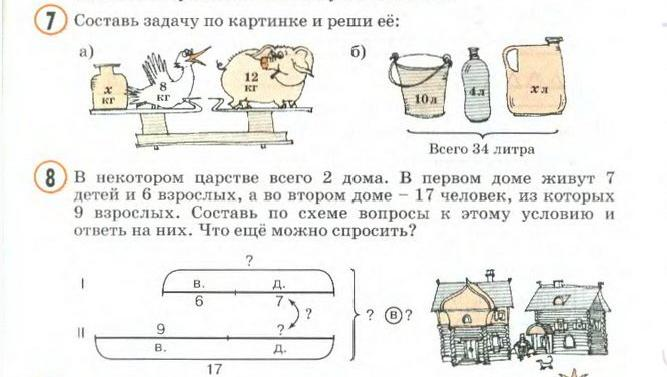 7 Составь задачу по картинке и реши её:
а) б)
х кг 8 кг 12 кг 10 л 4 л х л
Всего 34 литра
8 В некотором царстве всего 2 дома. В первом доме живут 7
детей и 6 взрослых, а во втором доме – 17 человек, из которых
9 взрослых. Составь по схеме вопросы к этому условию и
ответь на них. Что ещё можно спросить?
?
I в. д.
6 7 ? ? в ?
II 9 ?
в. д.
17